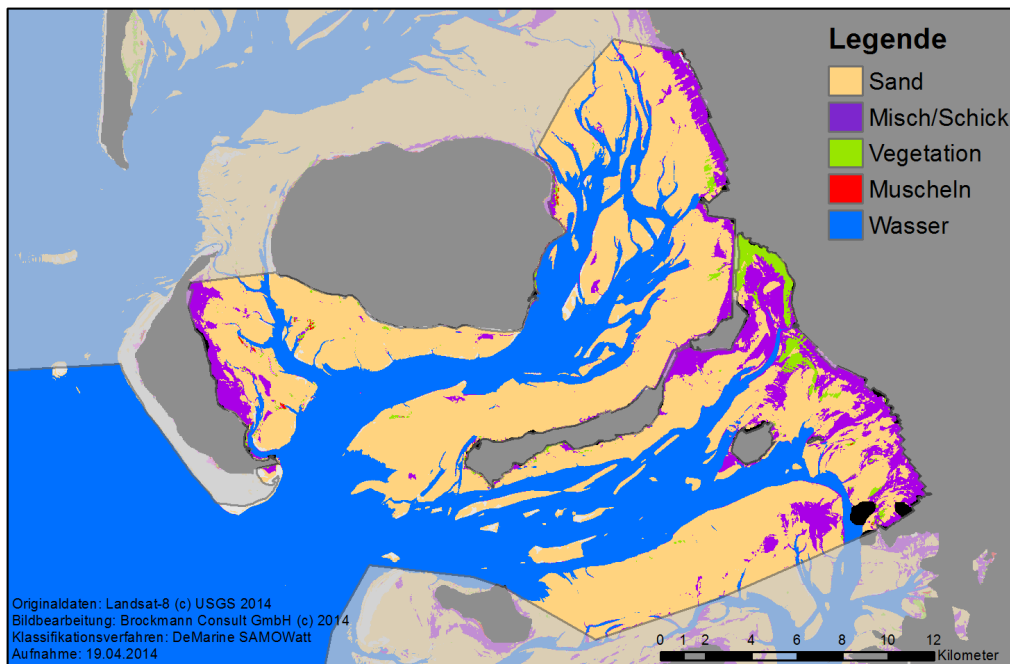 Legende
Sand
Misch/Schick
Vegetation
Muscheln
Wasser
Originaldaten: Landsat-8 (c) USGS 2014
Bildbearbeitung: Brockmann Consult GmbH (c) 2014
Klassifikationsverfahren: DeMarine SAMOWatt
Aufnahme: 19.04.2014
0 1 2 4 6 8 10 12
Kilometer